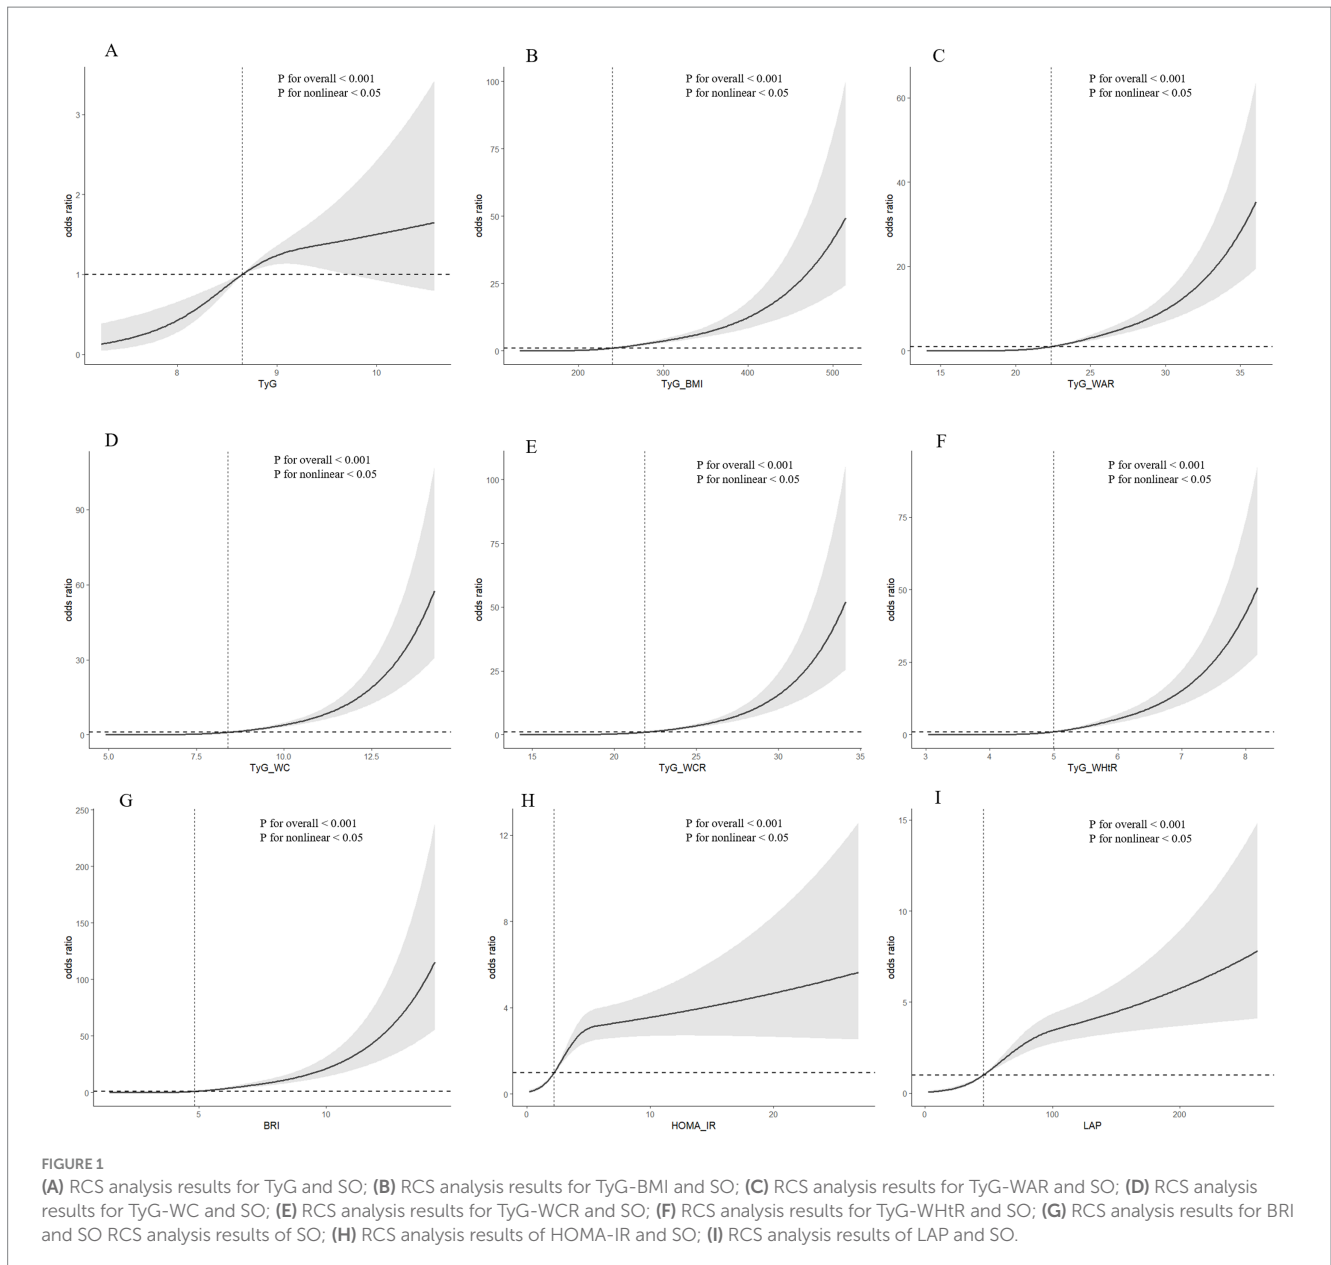 A
P for overall < 0.001
P for nonlinear < 0.05
odds ratio
3
2
1
0
8
9
10
TyG
B
P for overall < 0.001
P for nonlinear < 0.05
odds ratio
100
75
50
25
0
200
300
400
500
TyG_BMI
C
P for overall < 0.001
P for nonlinear < 0.05
odds ratio
60
40
20
0
15
20
25
30
35
TyG_WAR
D
P for overall < 0.001
P for nonlinear < 0.05
odds ratio
90
60
30
0
5.0
7.5
10.0
12.5
TyG_WC
E
P for overall < 0.001
P for nonlinear < 0.05
odds ratio
100
75
50
25
0
15
20
25
30
35
TyG_WCR
F
P for overall < 0.001
P for nonlinear < 0.05
odds ratio
75
50
25
0
3
4
5
6
7
8
TyG_WHtR
G
P for overall < 0.001
P for nonlinear < 0.05
odds ratio
250
200
150
100
50
0
5
10
BRI
H
P for overall < 0.001
P for nonlinear < 0.05
odds ratio
12
8
4
0
0
10
20
HOMA_IR
I
P for overall < 0.001
P for nonlinear < 0.05
odds ratio
15
10
5
0
0
100
200
LAP
FIGURE 1
(A) RCS analysis results for TyG and SO; (B) RCS analysis results for TyG-BMI and SO; (C) RCS analysis results for TyG-WAR and SO; (D) RCS analysis
results for TyG-WC and SO; (E) RCS analysis results for TyG-WCR and SO; (F) RCS analysis results for TyG-WHtR and SO; (G) RCS analysis results for BRI
and SO RCS analysis results of SO; (H) RCS analysis results of HOMA-IR and SO; (I) RCS analysis results of LAP and SO.